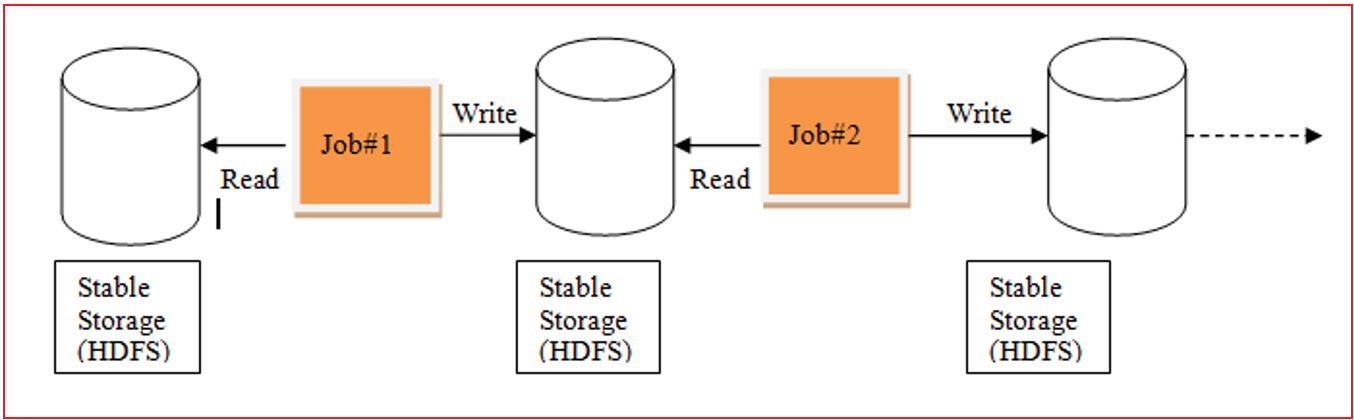 Job#1
Write
Read
Job#2
Write
Read
Stable
Storage
(HDFS)
Stable
Storage
(HDFS)
Stable
Storage
(HDFS)